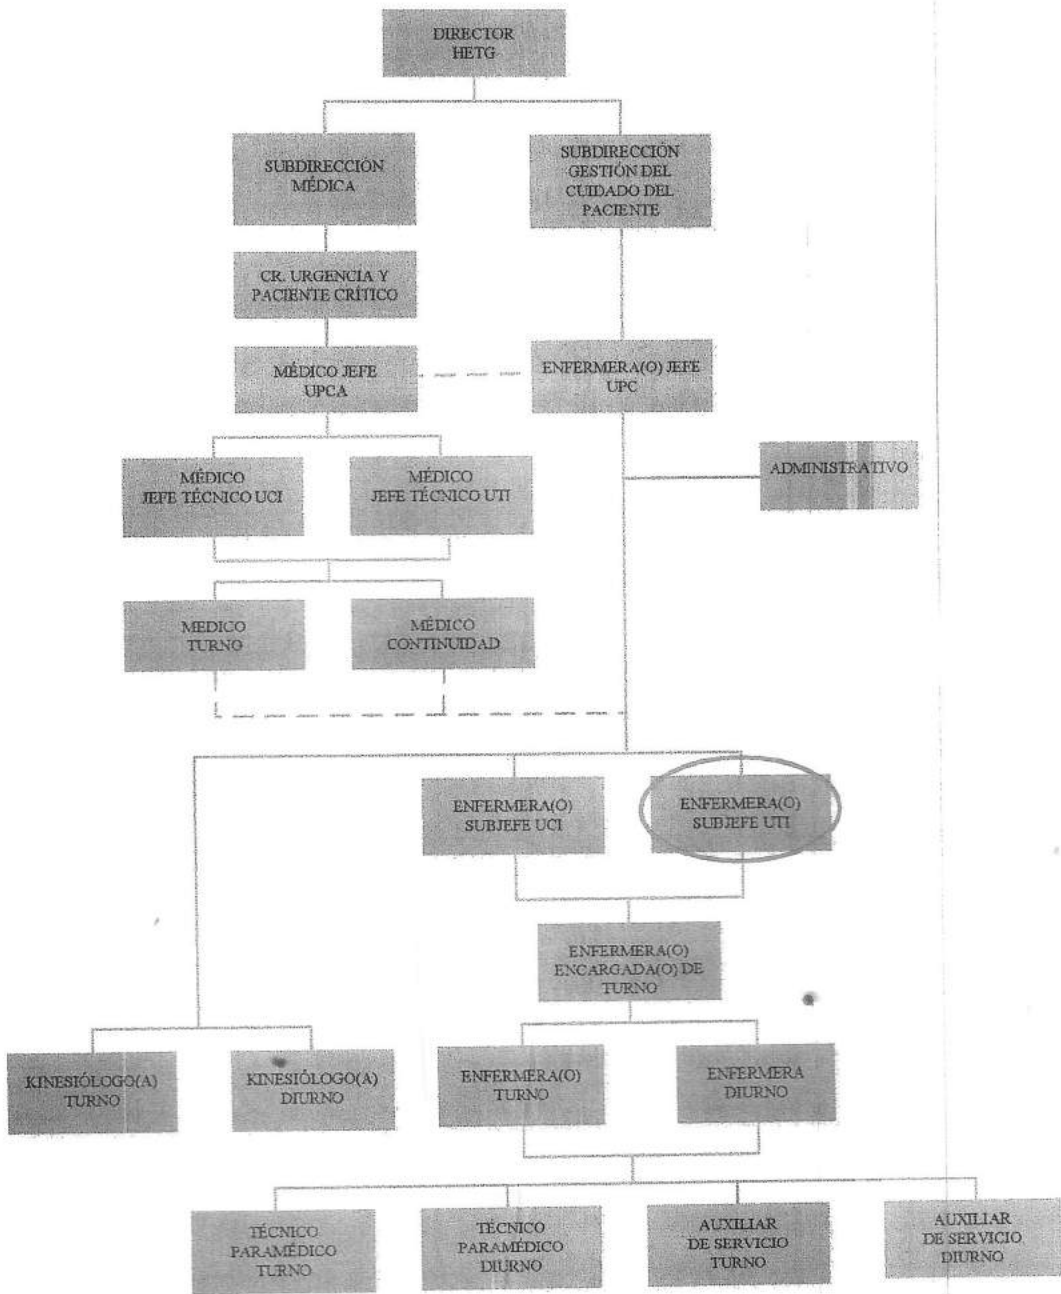 DIRECTOR
HETG
SUBDIRECCIÓN
MÉDICA
SUBDIRECCIÓN
GESTIÓN DEL
CUIDADO DEL
PACIENTE
CR. URGENCIA Y
PACIENTE CRÍTICO
MÉDICO JEFE
UPCA
ENFERMERA(O) JEFE
UPC
ADMINISTRATIVO
MÉDICO
JEFE TÉCNICO UCI
MÉDICO
JEFE TÉCNICO UTI
MEDICO
TURNO
MÉDICO
CONTINUIDAD
ENFERMERA(O)
SUBJEFE UCI
ENFERMERA(O)
SUBJEFE UTI
ENFERMERA(O)
ENCARGADA(O) DE
TURNO
KINESIÓLOGO(A)
TURNO
KINESIÓLOGO(A)
DIURNO
ENFERMERA(O)
TURNO
ENFERMERA
DIURNO
TÉCNICO
PARAMÉDICO
TURNO
TÉCNICO
PARAMÉDICO
DIURNO
AUXILIAR
DE SERVICIO
TURNO
AUXILIAR
DE SERVICIO
DIURNO